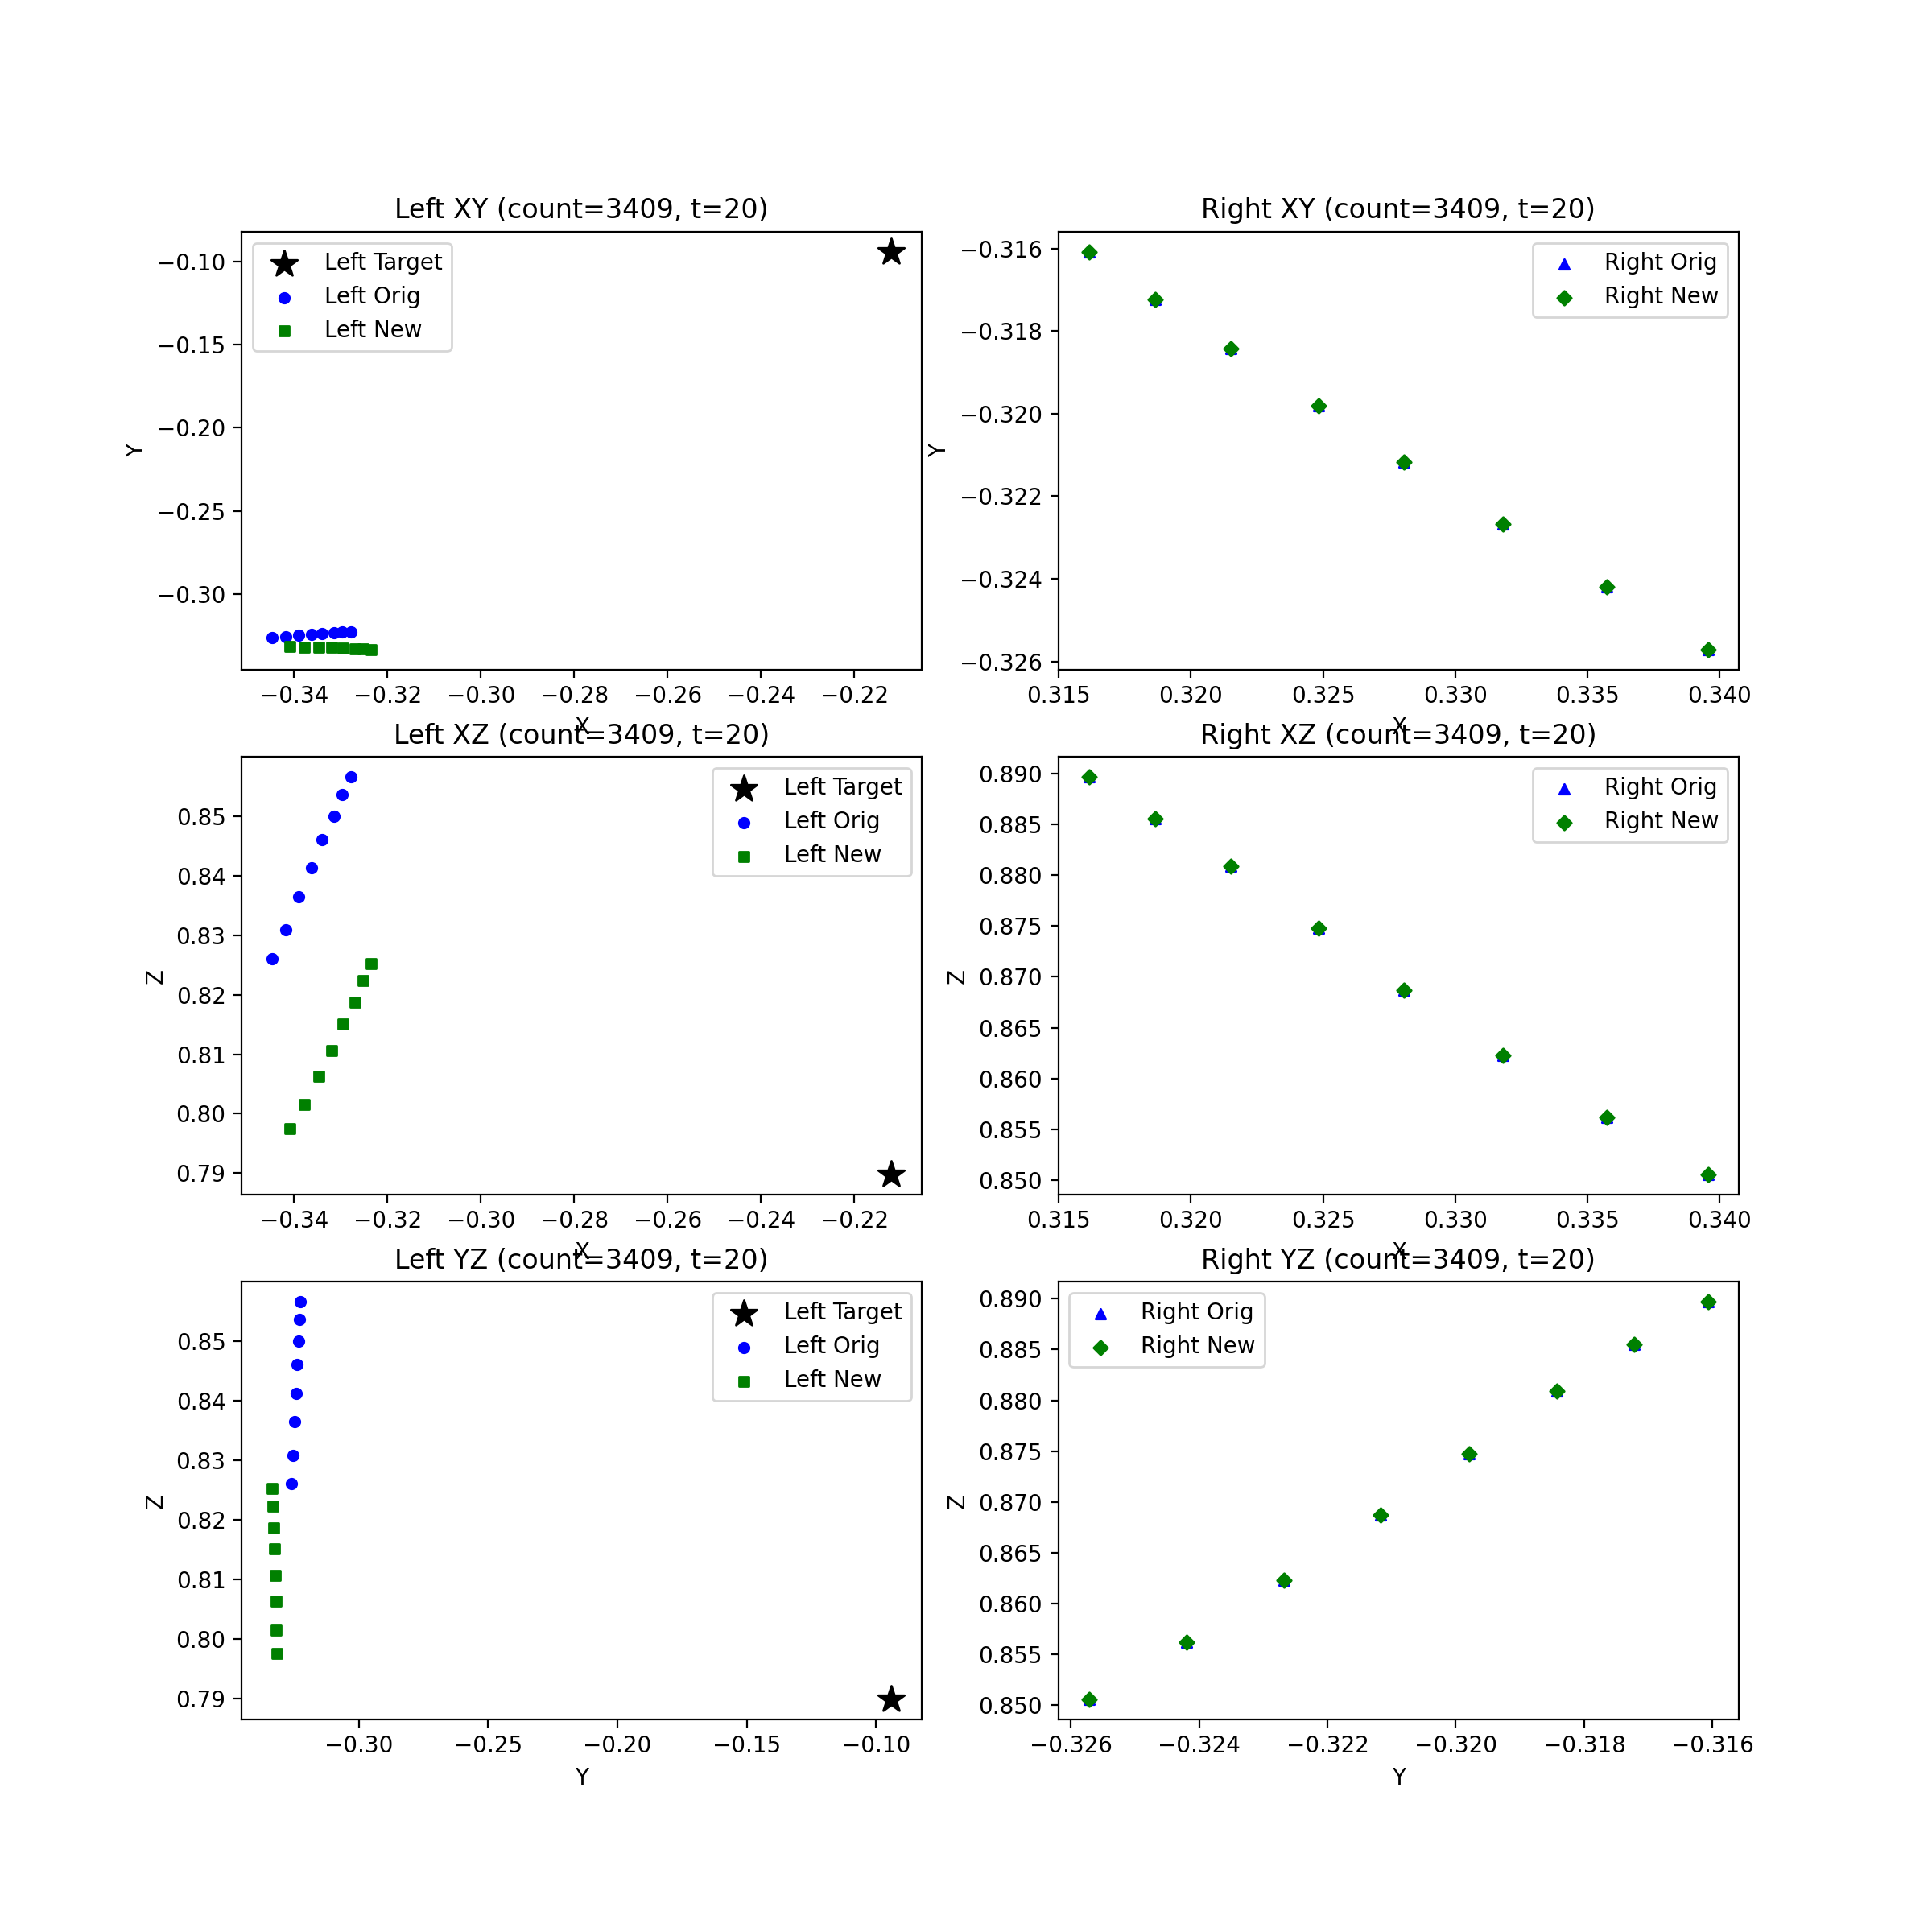 Left XY (count=3409, t=20)
Left Target
Left Orig
Left New
−0.10
−0.15
−0.20
−0.25
−0.30
Y
−0.34 −0.32 −0.30 −0.28 −0.26 −0.24 −0.22
X
Right XY (count=3409, t=20)
Right Orig
Right New
−0.316
−0.318
−0.320
−0.322
−0.324
−0.326
Y
0.315 0.320 0.325 0.330 0.335 0.340
X
Left XZ (count=3409, t=20)
Left Target
Left Orig
Left New
0.85
0.84
0.83
0.82
0.81
0.80
0.79
Z
−0.34 −0.32 −0.30 −0.28 −0.26 −0.24 −0.22
X
Right XZ (count=3409, t=20)
Right Orig
Right New
0.890
0.885
0.880
0.875
0.870
0.865
0.860
0.855
0.850
Z
0.315 0.320 0.325 0.330 0.335 0.340
X
Left YZ (count=3409, t=20)
Left Target
Left Orig
Left New
0.85
0.84
0.83
0.82
0.81
0.80
0.79
Z
−0.30 −0.25 −0.20 −0.15 −0.10
Y
Right YZ (count=3409, t=20)
Right Orig
Right New
0.890
0.885
0.880
0.875
0.870
0.865
0.860
0.855
0.850
Z
−0.326 −0.324 −0.322 −0.320 −0.318 −0.316
Y